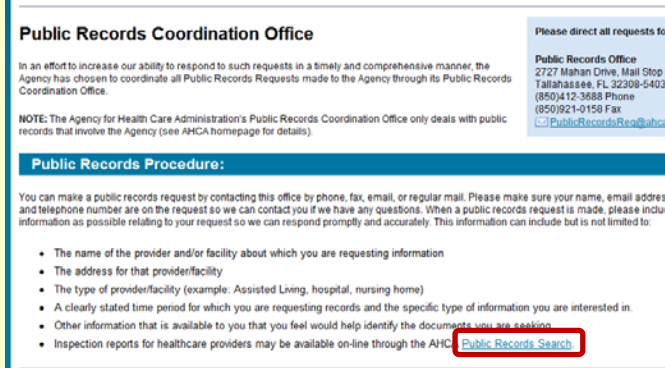 Public Records Coordination Office
In an effort to increase our ability to respond to such requests in a timely and comprehensive manner, the
Agency has chosen to coordinate all Public Records Requests made to the Agency through its Public Records
Coordination Office.
NOTE: The Agency for Health Care Administration's Public Records Coordination Office only deals with public
records that involve the Agency (see AHCA homepage for details).
Please direct all requests fo
Public Records Office
2727 Mahan Drive, Mail Stop
Tallahassee, FL 32308-5403
(850)412-3688 Phone
(850)921-0158 Fax
PublicRecordsReq@ahca
Public Records Procedure:
You can make a public records request by contacting this office by phone, fax, email, or regular mail. Please make sure your name, email addres
and telephone number are on the request so we can contact you if we have any questions. When a public records request is made, please inclu
information as possible relating to your request so we can respond promptly and accurately. This information can include but is not limited to:
• The name of the provider and/or facility about which you are requesting information
• The address for that provider/facility
• The type of provider/facility (example: Assisted Living, hospital, nursing home)
• A clearly stated time period for which you are requesting records and the specific type of information you are interested in.
• Other information that is available to you that you feel would help identify the documents you are seeking
• Inspection reports for healthcare providers may be available on-line through the AHCA Public Records Search.